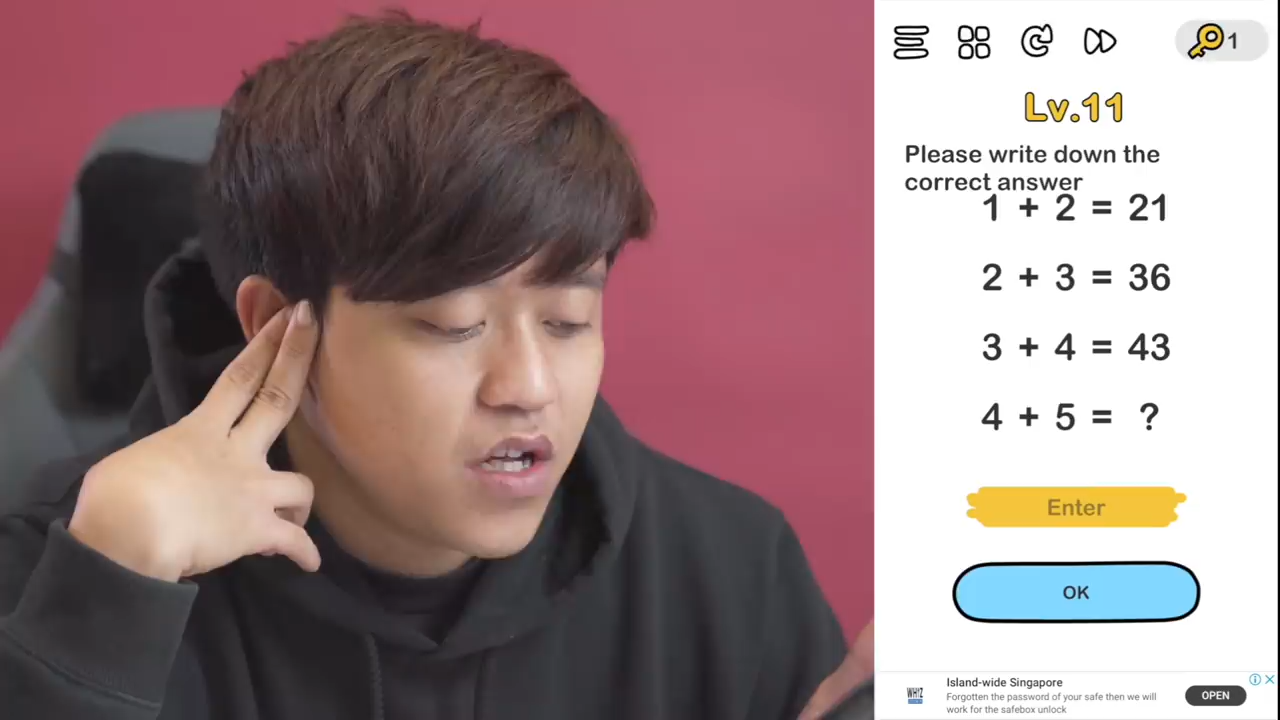 1
Lv.11
Please write down the
correct answer
1 + 2 = 21
2 + 3 = 36
3 + 4 = 43
4 + 5 = ?
Enter
OK
Island-wide Singapore
Forgotten the password of your safe then we will
work for the safebox unlock
OPEN